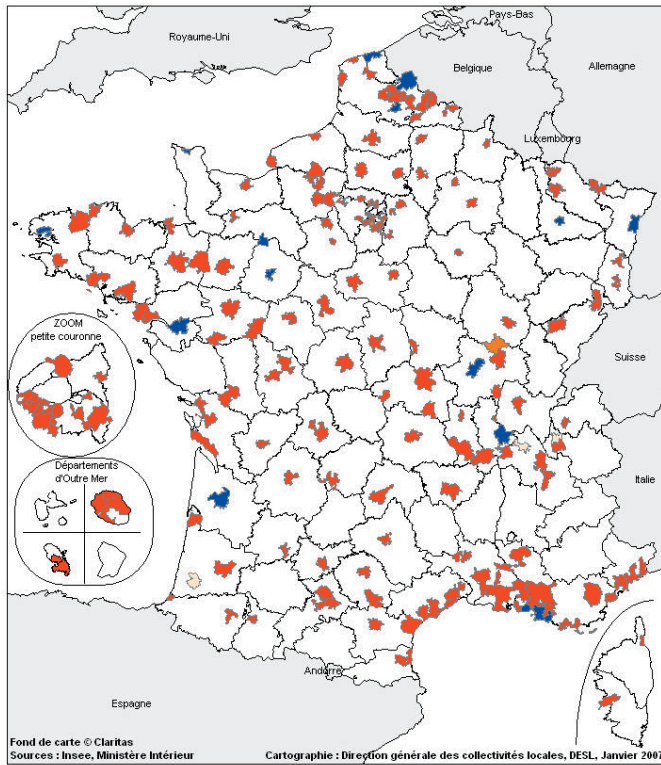 Pays-Bas
Royaume-Uni
Belgique
Allemagne
Luxembourg
ZOOM
petite couronne
Suisse
Départements
d'Outre Mer
Italie
Andorre
Espagne
Fond de carte © Claritas
Sources : Insee, Ministère Intérieur
Cartographie : Direction générale des collectivités locales, DESL, Janvier 2007